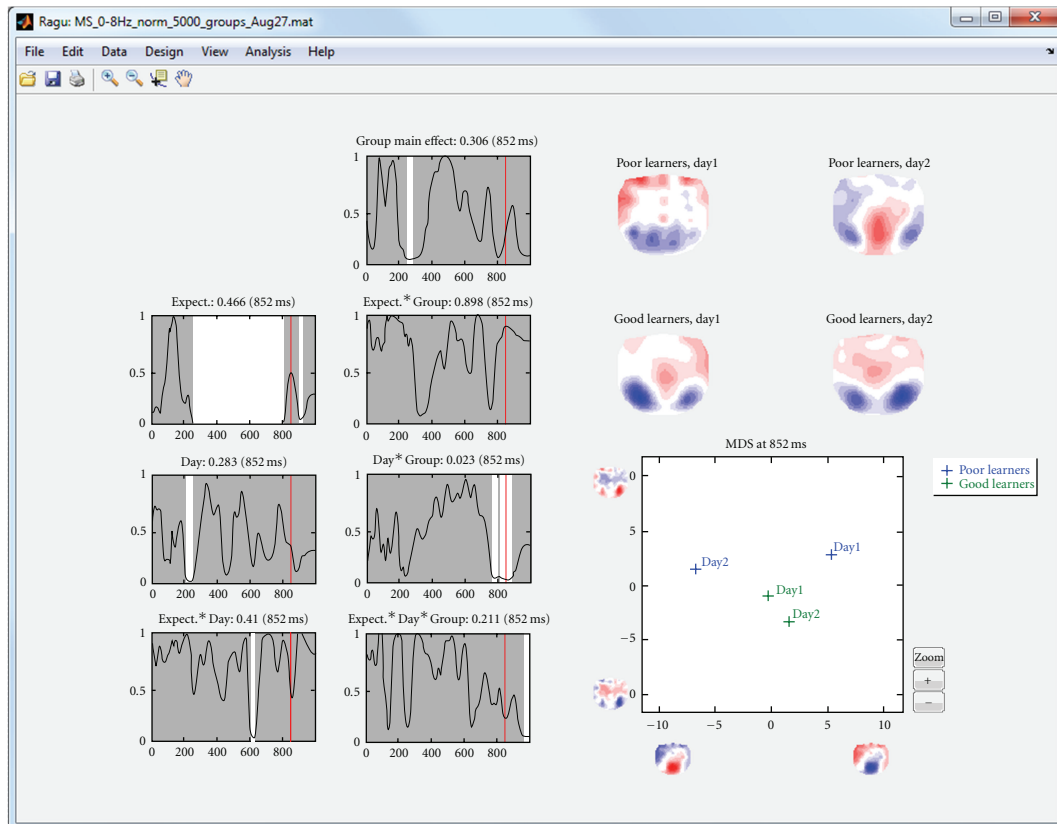 Ragu: MS_0-8Hz_norm_5000_groups_Aug27.mat
File Edit Data Design View Analysis Help
Group main effect: 0.306 (852 ms)
1
0.5
0
0 200 400 600 800
Poor learners, day1
Poor learners, day2
Expect.: 0.466 (852 ms)
1
0.5
0
0 200 400 600 800
Expect.* Group: 0.898 (852 ms)
1
0.5
0
0 200 400 600 800
Good learners, day1
Good learners, day2
Day: 0.283 (852 ms)
1
0.5
0
0 200 400 600 800
Day* Group: 0.023 (852 ms)
1
0.5
0
0 200 400 600 800
Expect.* Day: 0.41 (852 ms)
1
0.5
0
0 200 400 600 800
Expect.* Day* Group: 0.211 (852 ms)
1
0.5
0
0 200 400 600 800
MDS at 852 ms
0
5
0
−5
0
−10 −5 0 5 10
Day1
Day2
Day1
Day2
Poor learners
Good learners
Zoom
+
−